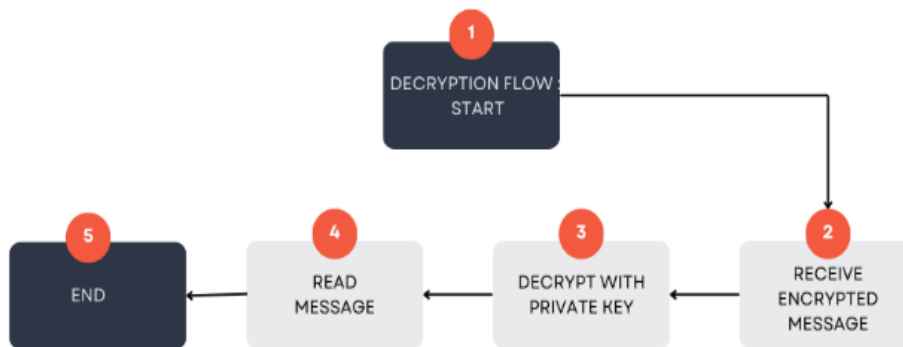 1
DECRYPTION FLOW :
START
2
RECEIVE
ENCRYPTED
MESSAGE
3
DECRYPT WITH
PRIVATE KEY
4
READ
MESSAGE
5
END